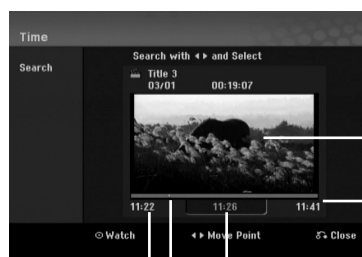 Time
Search
Search with ◀ ▶ and Select
Title 3
03/01 00:19:07
11:22 11:26 11:41
⊙ Watch ◀ ▶ Move Point Close